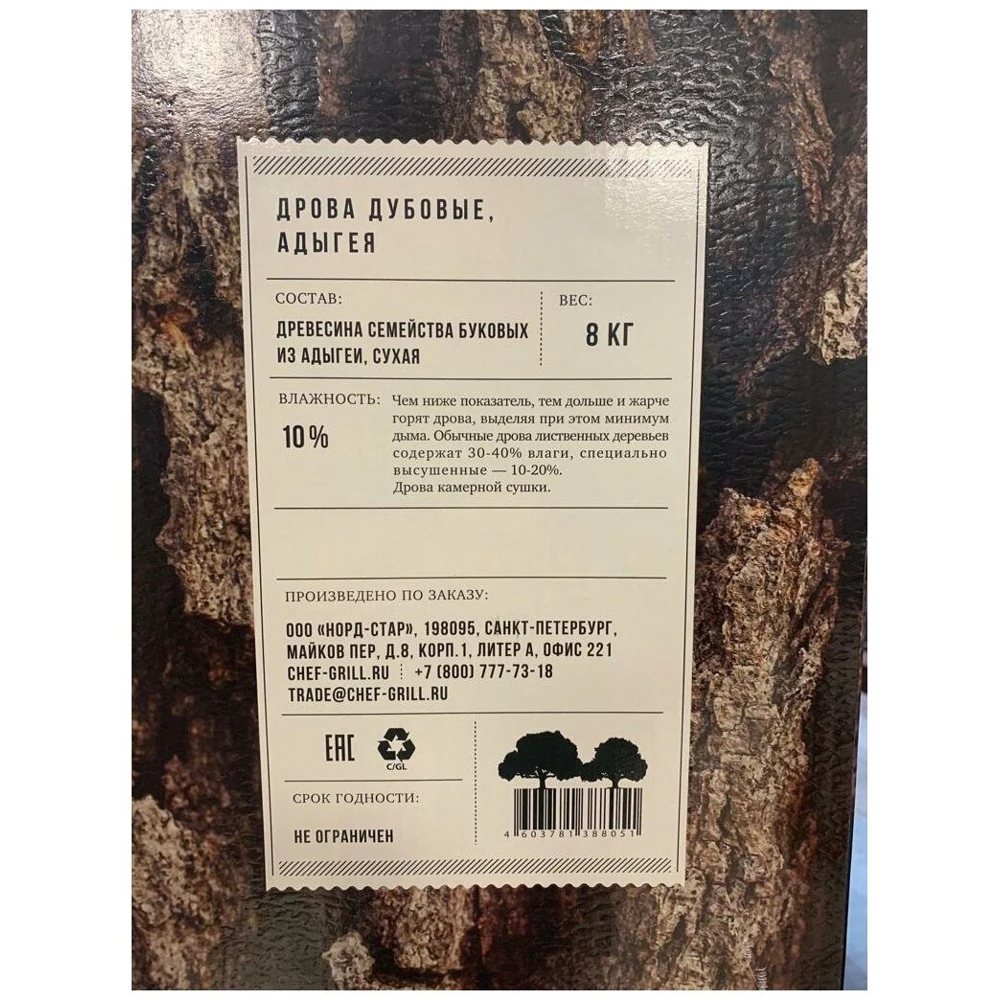 ДРОВА ДУБОВЫЕ,
АДЫГЕЯ
СОСТАВ:
ДРЕВЕСИНА СЕМЕЙСТВА БУКОВЫХ
ИЗ АДЫГЕИ, СУХАЯ
ВЕС:
8 КГ
ВЛАЖНОСТЬ:
10%
Чем ниже показатель, тем дольше и жарче
горят дрова, выделяя при этом минимум
дыма. Обычные дрова лиственных деревьев
содержат 30-40% влаги, специально
высушенные — 10-20%.
Дрова камерной сушки.
ПРОИЗВЕДЕНО ПО ЗАКАЗУ:
ООО «НОРД-СТАР», 198095, САНКТ-ПЕТЕРБУРГ,
МАЙКОВ ПЕР, Д.8, КОРП.1, ЛИТЕР А, ОФИС 221
CHEF-GRILL.RU +7 (800) 777-73-18
TRADE@CHEF-GRILL.RU
EAC
C/GL
СРОК ГОДНОСТИ:
НЕ ОГРАНИЧЕН
4 603781 388051